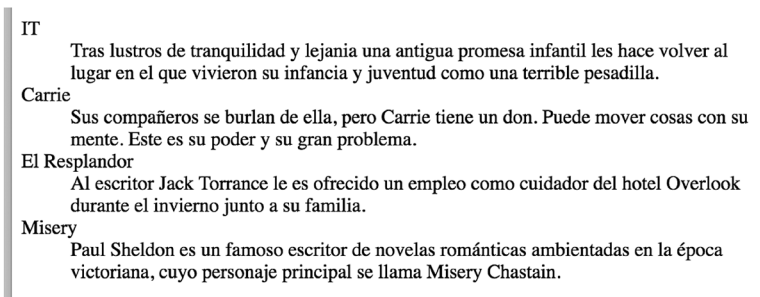 IT
Tras lustros de tranquilidad y lejania una antigua promesa infantil les hace volver al
lugar en el que vivieron su infancia y juventud como una terrible pesadilla.
Carrie
Sus compañeros se burlan de ella, pero Carrie tiene un don. Puede mover cosas con su
mente. Este es su poder y su gran problema.
El Resplandor
Al escritor Jack Torrance le es ofrecido un empleo como cuidador del hotel Overlook
durante el invierno junto a su familia.
Misery
Paul Sheldon es un famoso escritor de novelas románticas ambientadas en la época
victoriana, cuyo personaje principal se llama Misery Chastain.